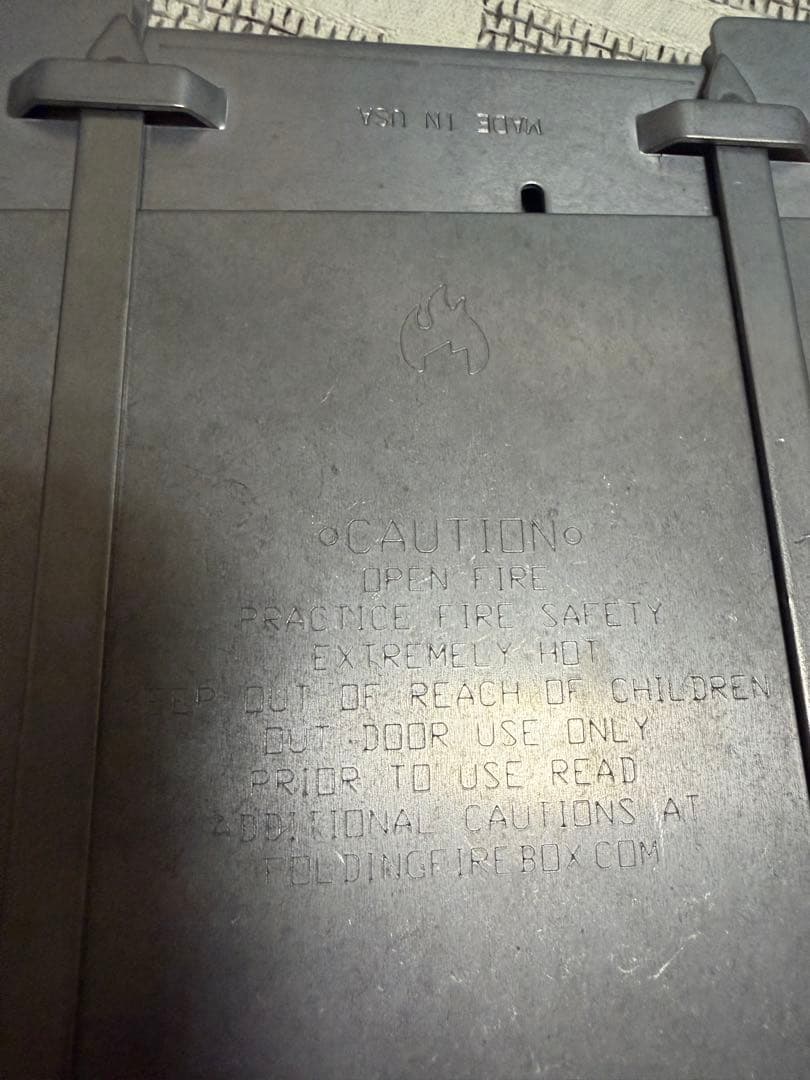 MADE IN USA
○CAUTION○
OPEN FIRE
PRACTICE FIRE SAFETY
EXTREMELY HOT
KEEP OUT OF REACH OF CHILDREN
OUT DOOR USE ONLY
PRIOR TO USE READ
ADDITIONAL CAUTIONS AT
FOLDINGFIREBOX.COM